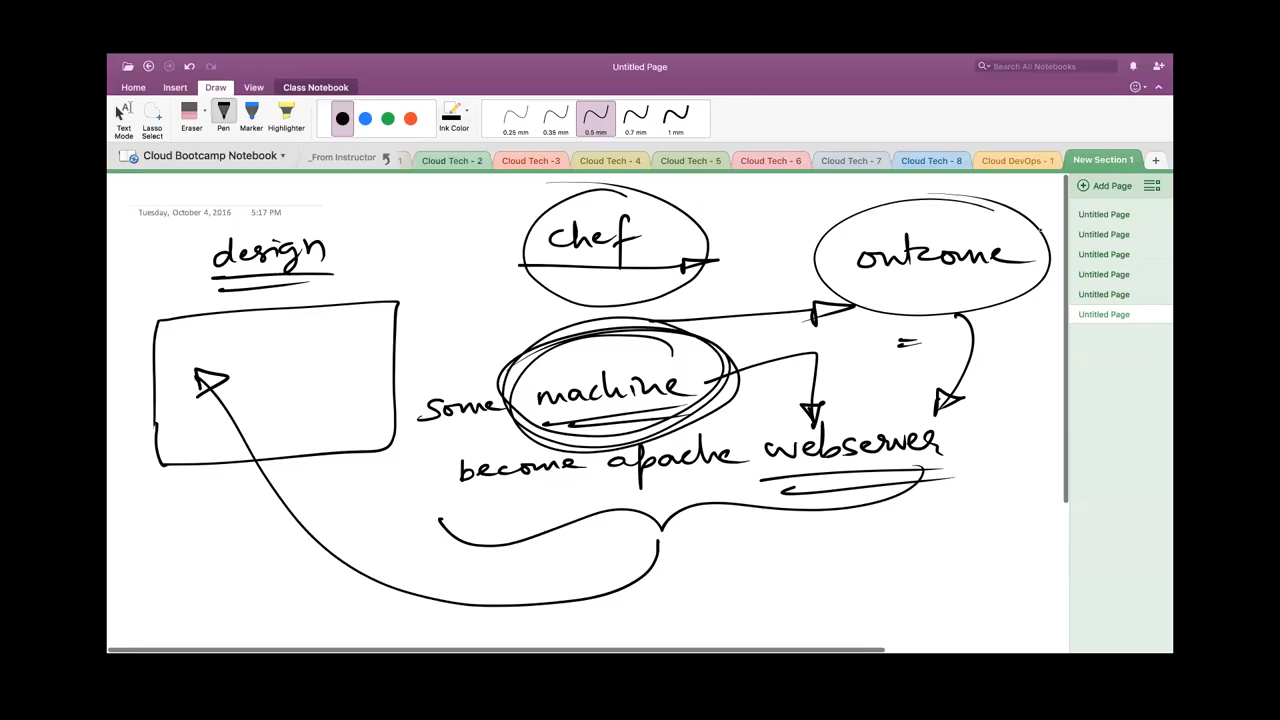 Untitled Page
Search All Notebooks
Home Insert Draw View Class Notebook
Text Mode
Lasso Select
Eraser
Pen
Marker
Highlighter
Ink Color
0.25 mm
0.35 mm
0.5 mm
0.7 mm
1 mm
Cloud Bootcamp Notebook
_From Instructor
1
Cloud Tech - 2
Cloud Tech -3
Cloud Tech - 4
Cloud Tech - 5
Cloud Tech - 6
Cloud Tech - 7
Cloud Tech - 8
Cloud DevOps - 1
New Section 1
+
Add Page
Untitled Page
Untitled Page
Untitled Page
Untitled Page
Untitled Page
Untitled Page
Tuesday, October 4, 2016 5:17 PM
design
chef
outcome
=
some machine
become apache webserver